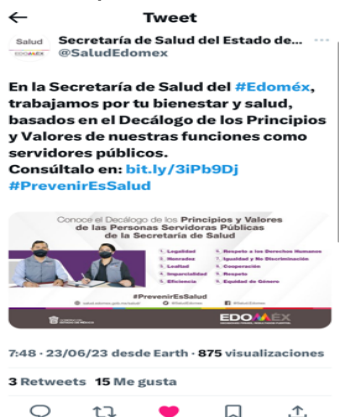 Tweet
Salud
EDOMÉX
Secretaría de Salud del Estado de...
@SaludEdomex
En la Secretaría de Salud del #Edoméx,
trabajamos por tu bienestar y salud,
basados en el Decálogo de los Principios
y Valores de nuestras funciones como
servidores públicos.
Consúltalo en: bit.ly/3iPb9Dj
#PrevenirEsSalud
Conoce el Decálogo de los Principios y Valores
de las Personas Servidoras Públicas
de la Secretaría de Salud
1. Legalidad
2. Honradez
3. Lealtad
4. Imparcialidad
5. Eficiencia
6. Respeto a los Derechos Humanos
7. Igualdad y No Discriminación
8. Cooperación
9. Respeto
10. Equidad de Género
#PrevenirEsSalud
EDOMÉX
7:48 · 23/06/23 desde Earth · 875 visualizaciones
3 Retweets 15 Me gusta